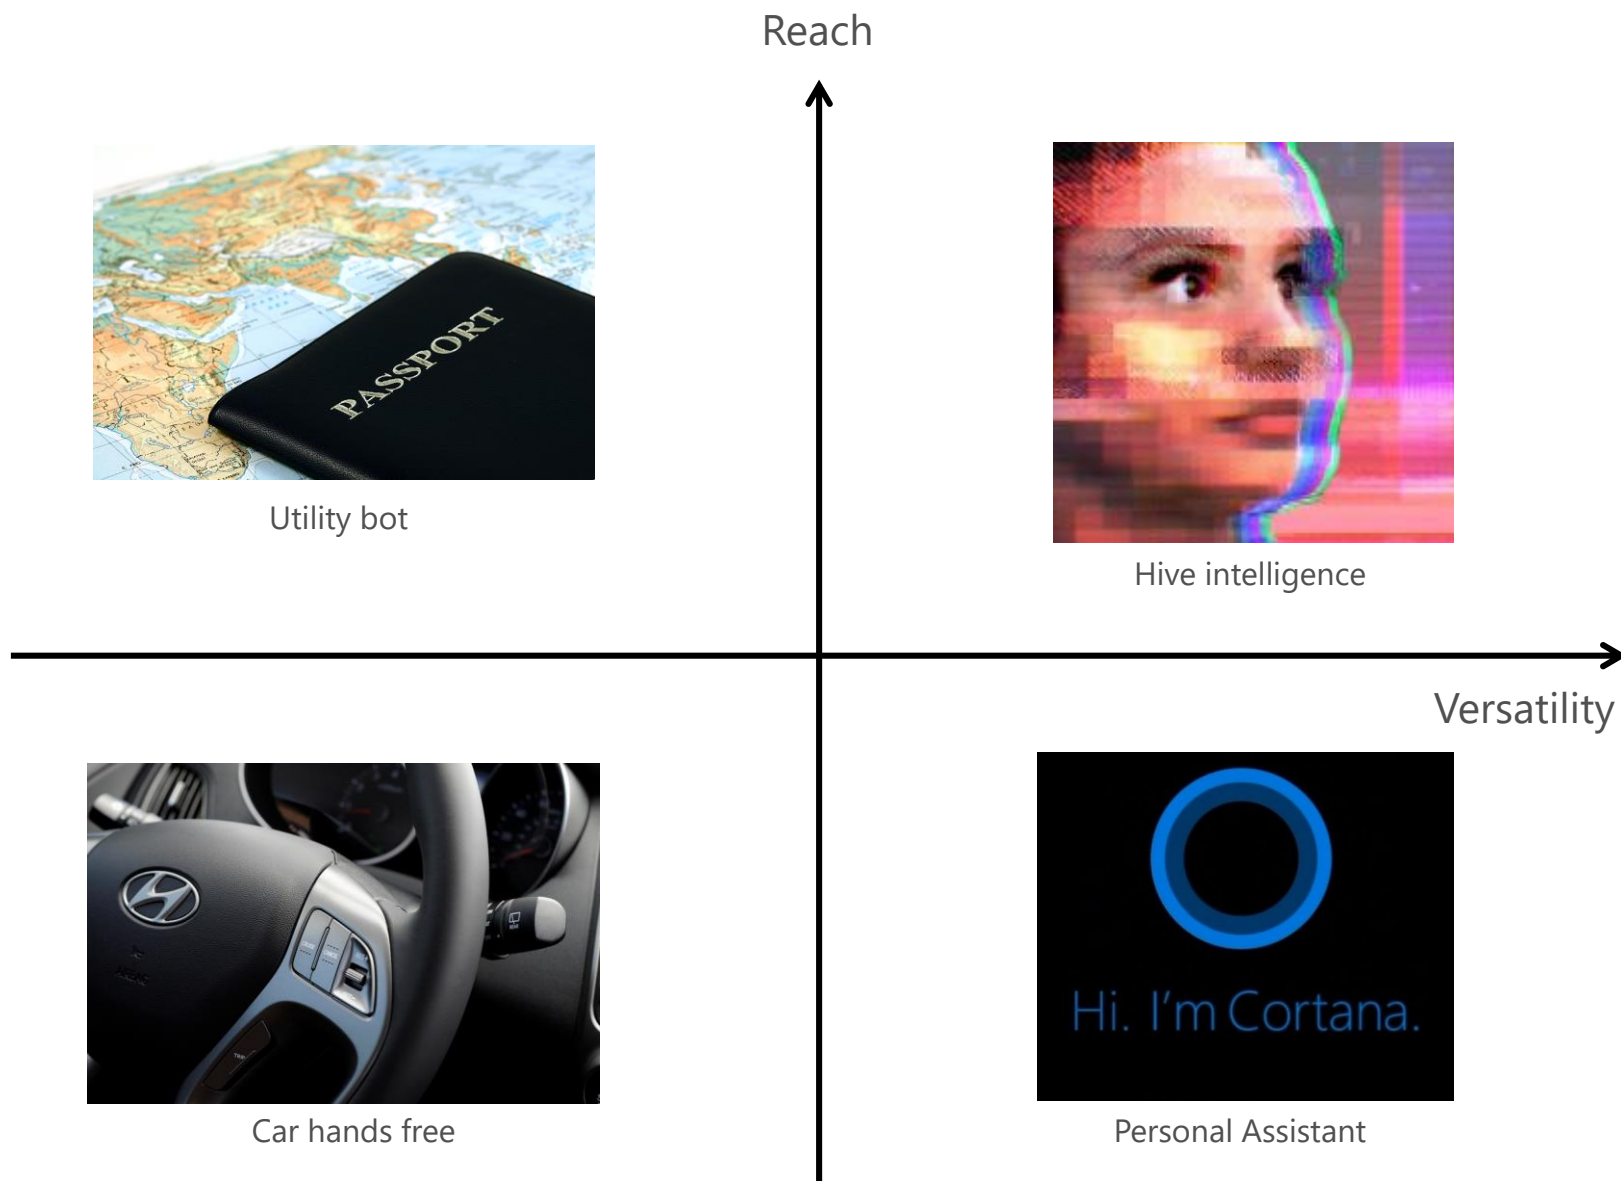 Reach
PASSPORT
Utility bot
Hive intelligence
Versatility
Hi. I'm Cortana.
Car hands free
Personal Assistant